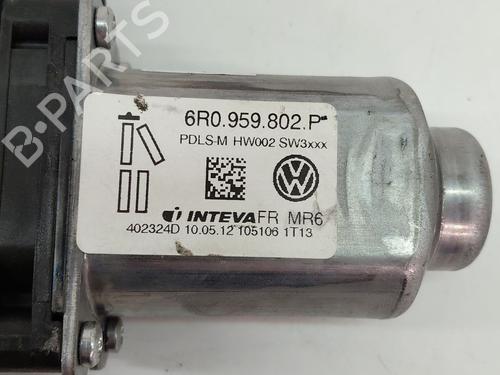 B-PARTS
6R0.959.802.P
PDLS-M HW002 SW3xxx
INTEVA FR MR6
402324D 10.05.12 105106 1T13